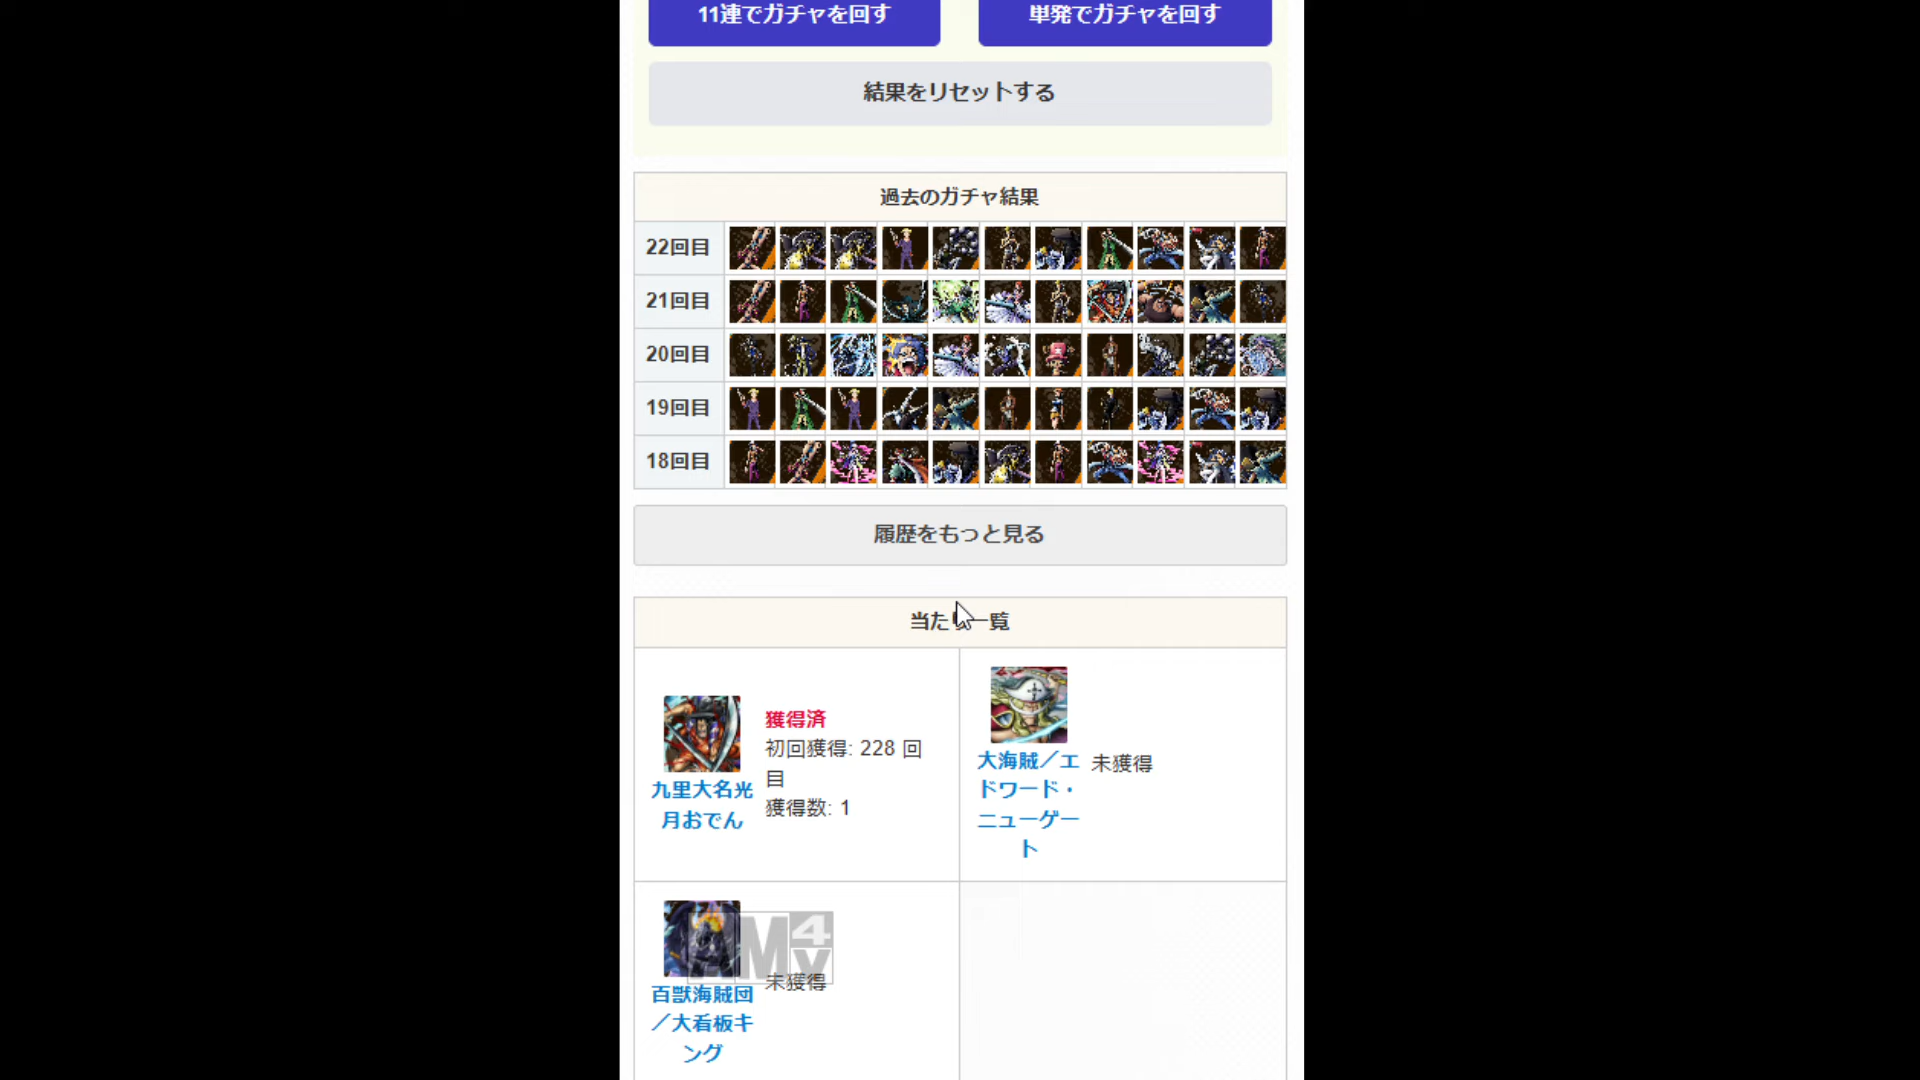 11連でガチャを回す
単発でガチャを回す
結果をリセットする
過去のガチャ結果
22回目
21回目
20回目
19回目
18回目
履歴をもっと見る
当た 一覧
獲得済
初回獲得: 228 回
目
獲得数: 1
九里大名光
月おでん
大海賊／エ
ドワード・
ニューゲー
ト
未獲得
未獲得
百獣海賊団
／大看板キ
ング
M4v